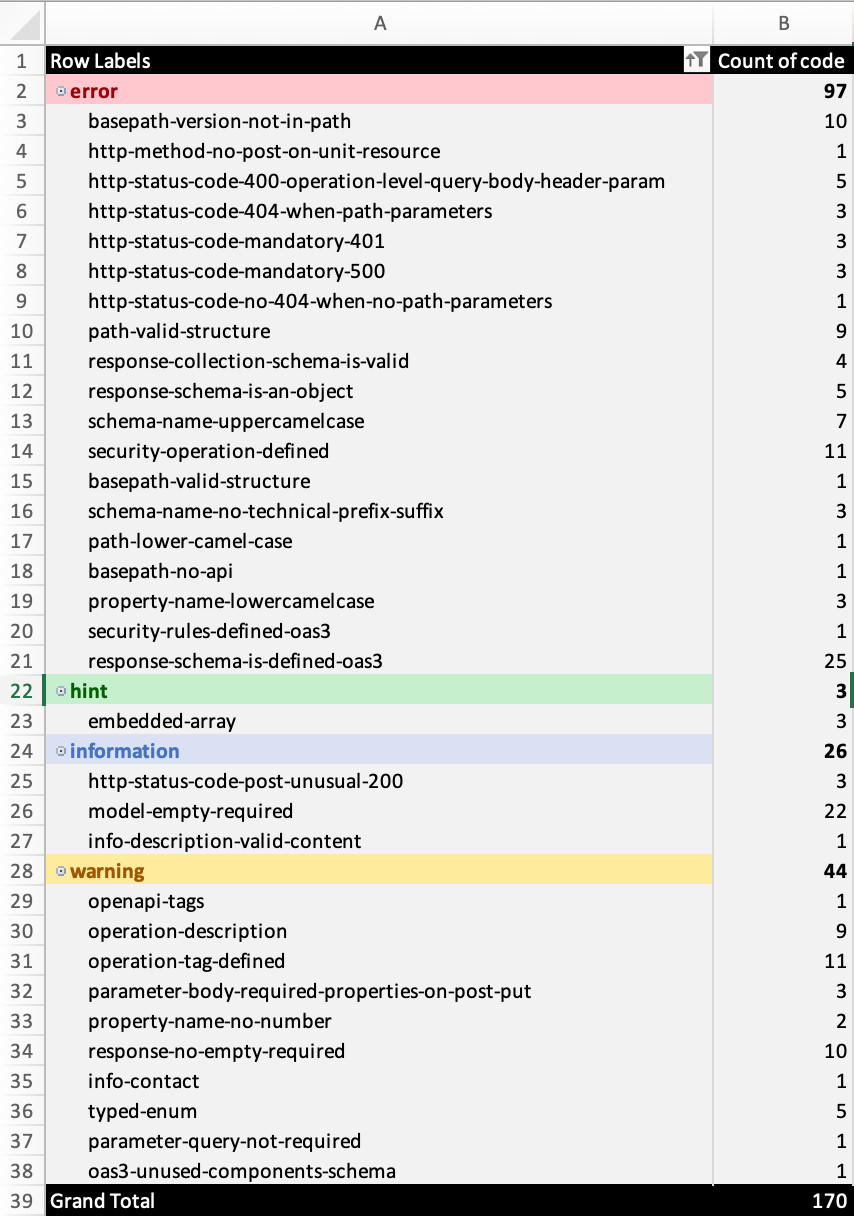 A B
1 Row Labels Count of code
2 error 97
3 basepath-version-not-in-path 10
4 http-method-no-post-on-unit-resource 1
5 http-status-code-400-operation-level-query-body-header-param 5
6 http-status-code-404-when-path-parameters 3
7 http-status-code-mandatory-401 3
8 http-status-code-mandatory-500 3
9 http-status-code-no-404-when-no-path-parameters 1
10 path-valid-structure 9
11 response-collection-schema-is-valid 4
12 response-schema-is-an-object 5
13 schema-name-uppercamelcase 7
14 security-operation-defined 11
15 basepath-valid-structure 1
16 schema-name-no-technical-prefix-suffix 3
17 path-lower-camel-case 1
18 basepath-no-api 1
19 property-name-lowercamelcase 3
20 security-rules-defined-oas3 1
21 response-schema-is-defined-oas3 25
22 hint 3
23 embedded-array 3
24 information 26
25 http-status-code-post-unusual-200 3
26 model-empty-required 22
27 info-description-valid-content 1
28 warning 44
29 openapi-tags 1
30 operation-description 9
31 operation-tag-defined 11
32 parameter-body-required-properties-on-post-put 3
33 property-name-no-number 2
34 response-no-empty-required 10
35 info-contact 1
36 typed-enum 5
37 parameter-query-not-required 1
38 oas3-unused-components-schema 1
39 Grand Total 170